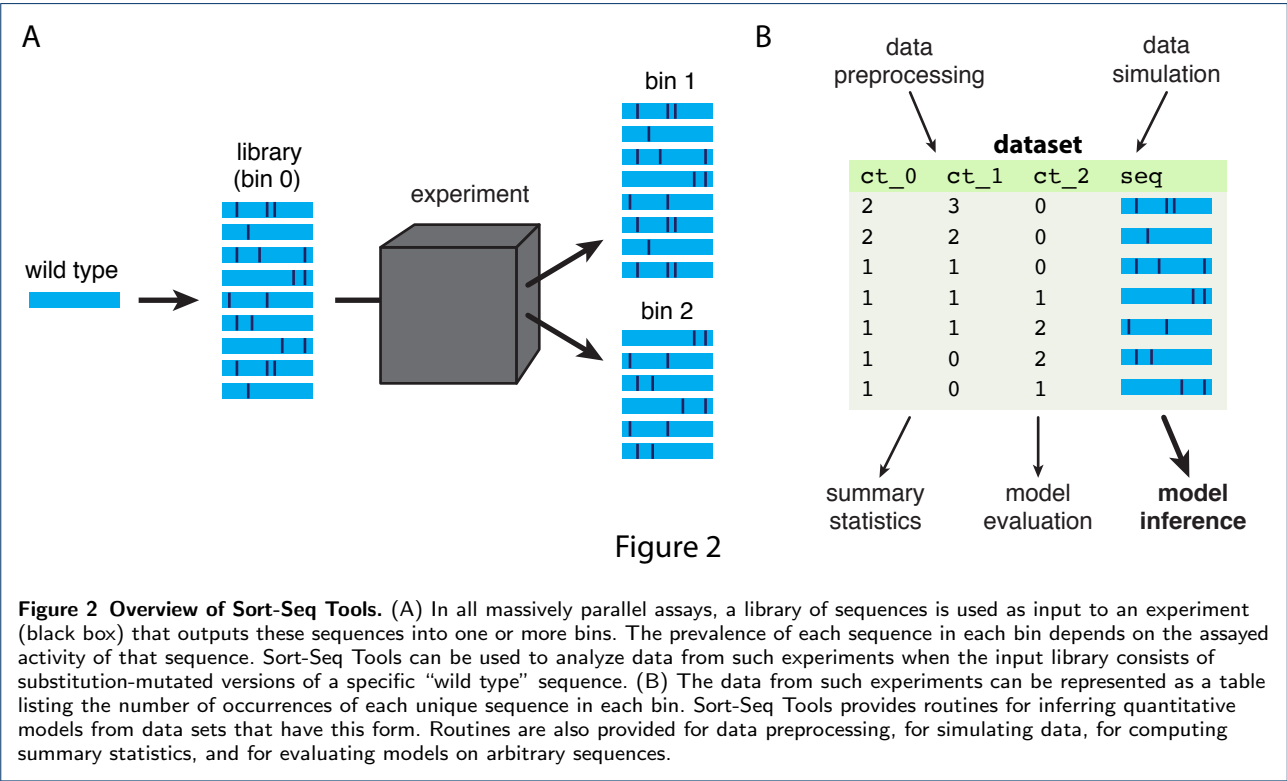 A
wild type
library
(bin 0)
experiment
bin 1
bin 2
B
data
preprocessing
data
simulation
dataset
ct_0 ct_1 ct_2 seq
2 3 0
2 2 0
1 1 0
1 1 1
1 1 2
1 0 2
1 0 1
summary
statistics
model
evaluation
model
inference
Figure 2
Figure 2 Overview of Sort-Seq Tools. (A) In all massively parallel assays, a library of sequences is used as input to an experiment
(black box) that outputs these sequences into one or more bins. The prevalence of each sequence in each bin depends on the assayed
activity of that sequence. Sort-Seq Tools can be used to analyze data from such experiments when the input library consists of
substitution-mutated versions of a specific “wild type” sequence. (B) The data from such experiments can be represented as a table
listing the number of occurrences of each unique sequence in each bin. Sort-Seq Tools provides routines for inferring quantitative
models from data sets that have this form. Routines are also provided for data preprocessing, for simulating data, for computing
summary statistics, and for evaluating models on arbitrary sequences.